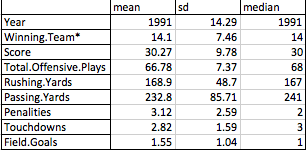 mean sd median
Year 1991 14.29 1991
Winning.Team* 14.1 7.46 14
Score 30.27 9.78 30
Total.Offensive.Plays 66.78 7.37 68
Rushing.Yards 168.9 48.7 167
Passing.Yards 232.8 85.71 241
Penalities 3.12 2.59 2
Touchdowns 2.82 1.59 3
Field.Goals 1.55 1.04 1